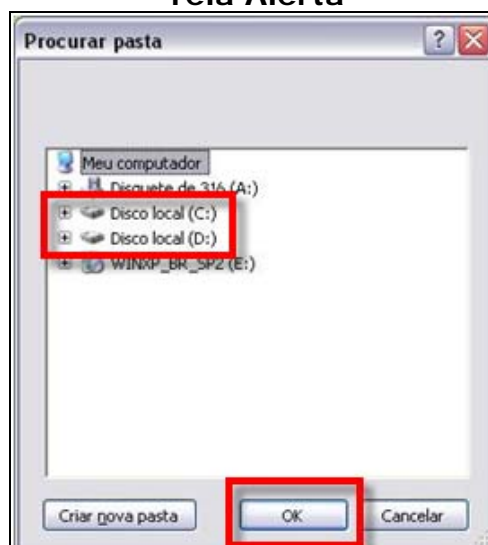 Tela Alerta
Procurar pasta
Meu computador
Disquete de 3½ (A:)
Disco local (C:)
Disco local (D:)
WINXP_BR_SP2 (E:)
Criar nova pasta
OK
Cancelar